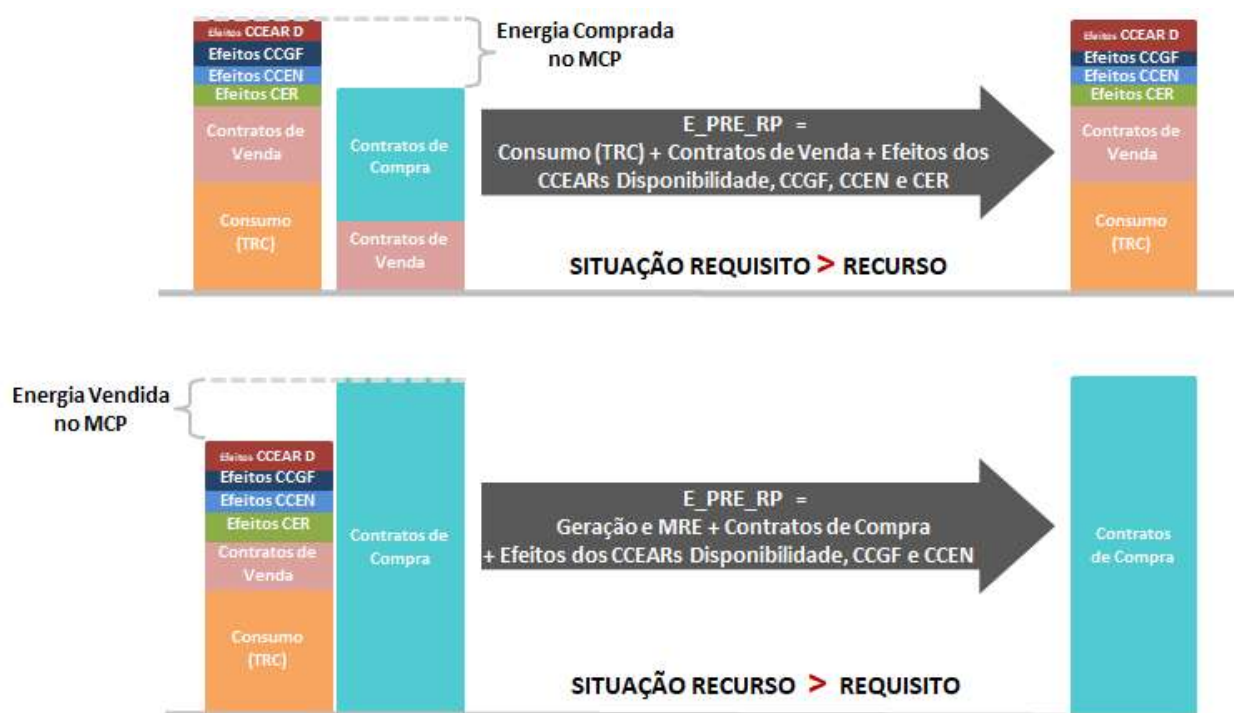 Efeitos CCEAR D
Efeitos CCGF
Efeitos CCEN
Efeitos CER
Contratos de
Venda
Consumo
(TRC)
Contratos de
Compra
Contratos de
Venda
Energia Comprada
no MCP
E_PRE_RP =
Consumo (TRC) + Contratos de Venda + Efeitos dos
CCEARs Disponibilidade, CCGF, CCEN e CER
SITUAÇÃO REQUISITO > RECURSO
Efeitos CCEAR D
Efeitos CCGF
Efeitos CCEN
Efeitos CER
Contratos de
Venda
Consumo
(TRC)
Energia Vendida
no MCP
Efeitos CCEAR D
Efeitos CCGF
Efeitos CCEN
Efeitos CER
Contratos de
Venda
Consumo
(TRC)
Contratos de
Compra
E_PRE_RP =
Geração e MRE + Contratos de Compra
+ Efeitos dos CCEARs Disponibilidade, CCGF e CCEN
SITUAÇÃO RECURSO > REQUISITO
Contratos
de Compra